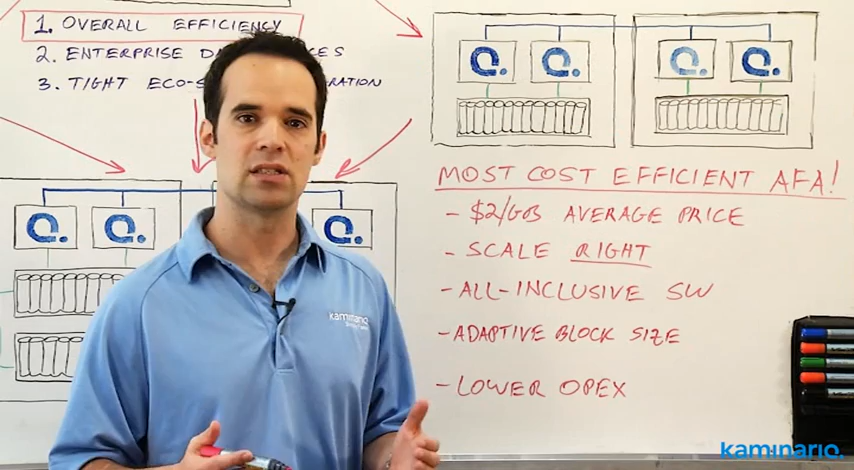 1. OVERALL EFFICIENCY
2. ENTERPRISE
3. TIGHT
MOST COST EFFICIENT AFA!
- $2/GB AVERAGE PRICE
- SCALE RIGHT
- ALL-INCLUSIVE SW
- ADAPTIVE BLOCK SIZE
- LOWER OPEX
kaminario
kaminario.